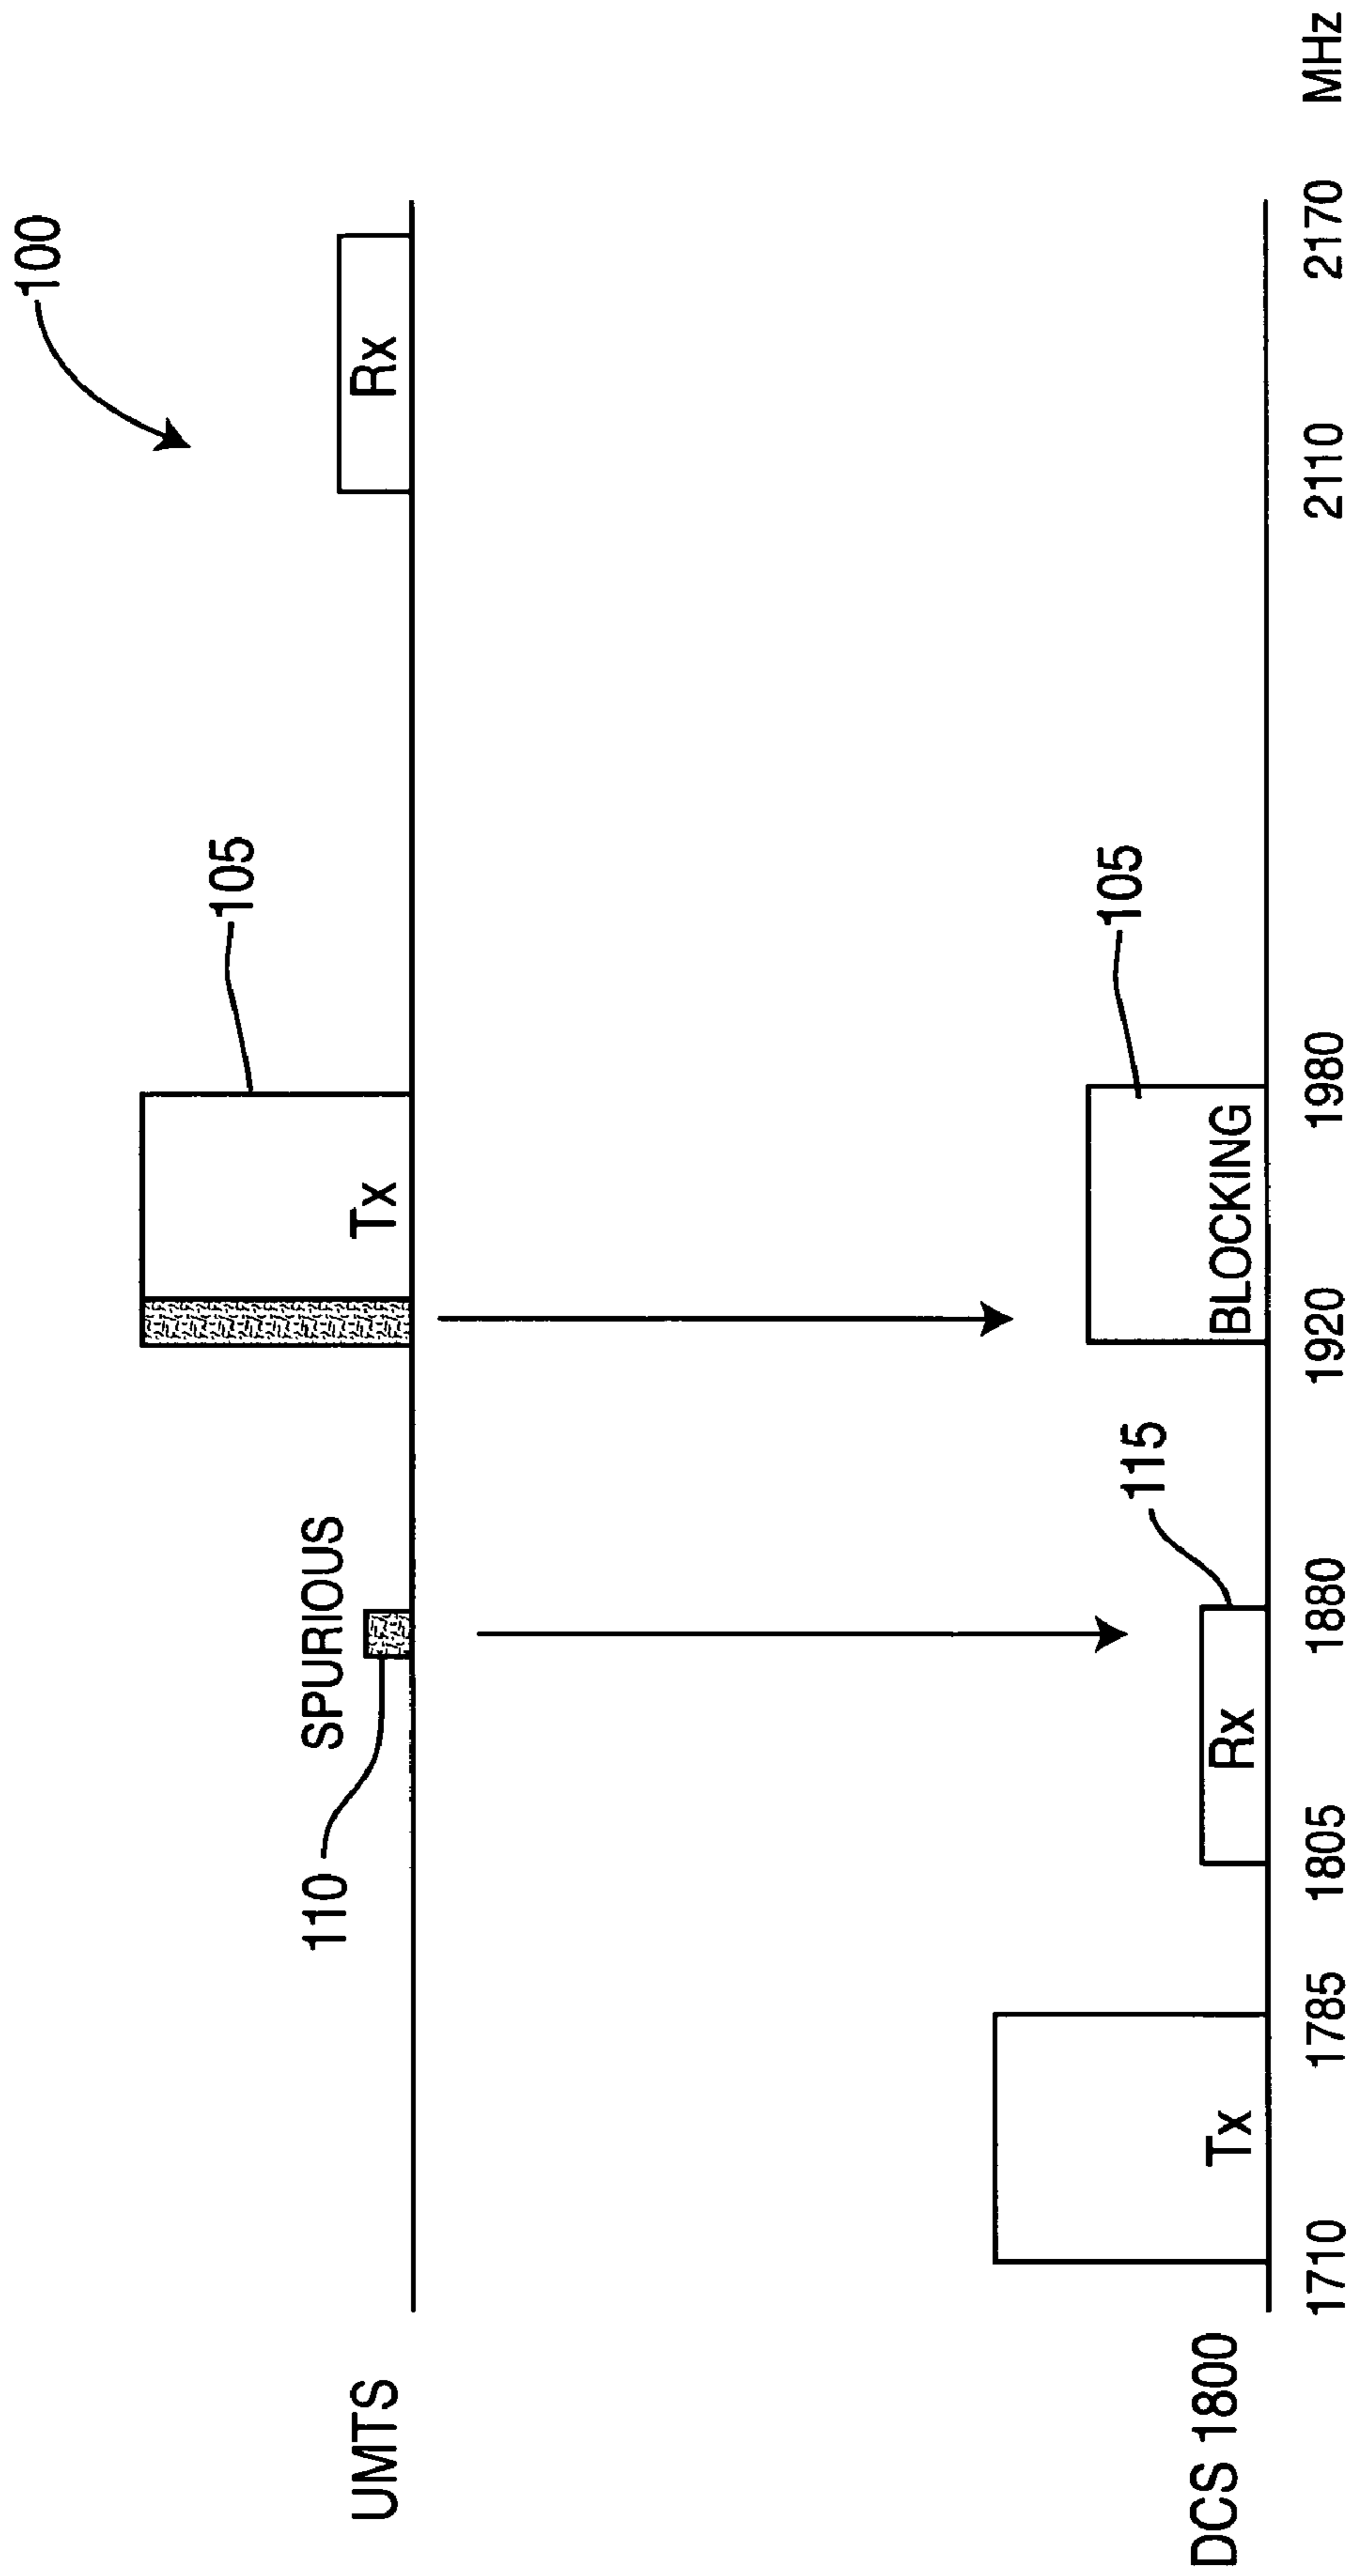 100
105
SPURIOUS
110
UMTS
Tx
Rx
105
115
DCS 1800
Tx
Rx
BLOCKING
1710 1785 1805 1880 1920 1980 2110 2170 MHz